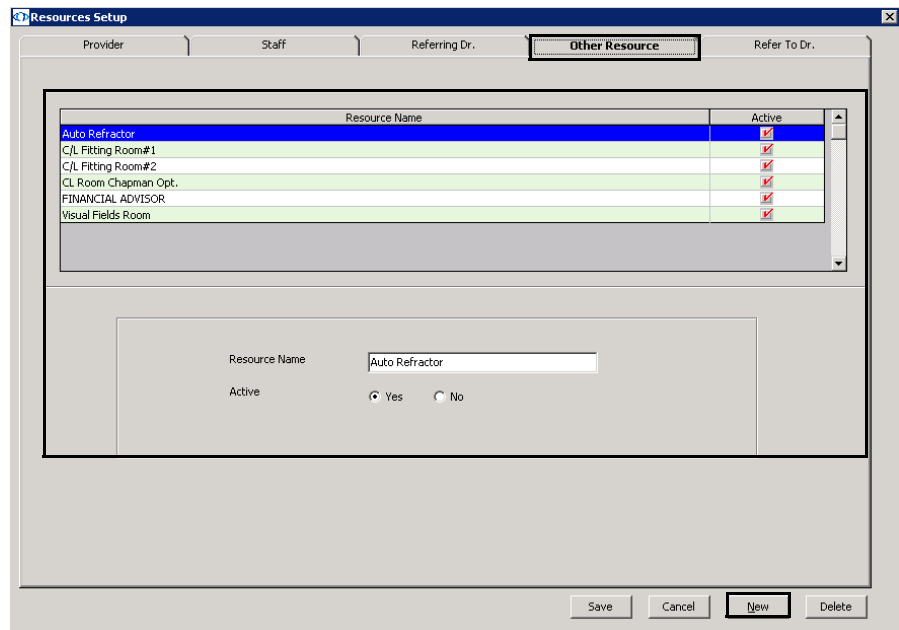 Resources Setup
Provider Staff Referring Dr. Other Resource Refer To Dr.
Resource Name Active
Auto Refractor
C/L Fitting Room#1
C/L Fitting Room#2
CL Room Chapman Opt.
FINANCIAL ADVISOR
Visual Fields Room
Resource Name Auto Refractor
Active Yes No
Save Cancel New Delete